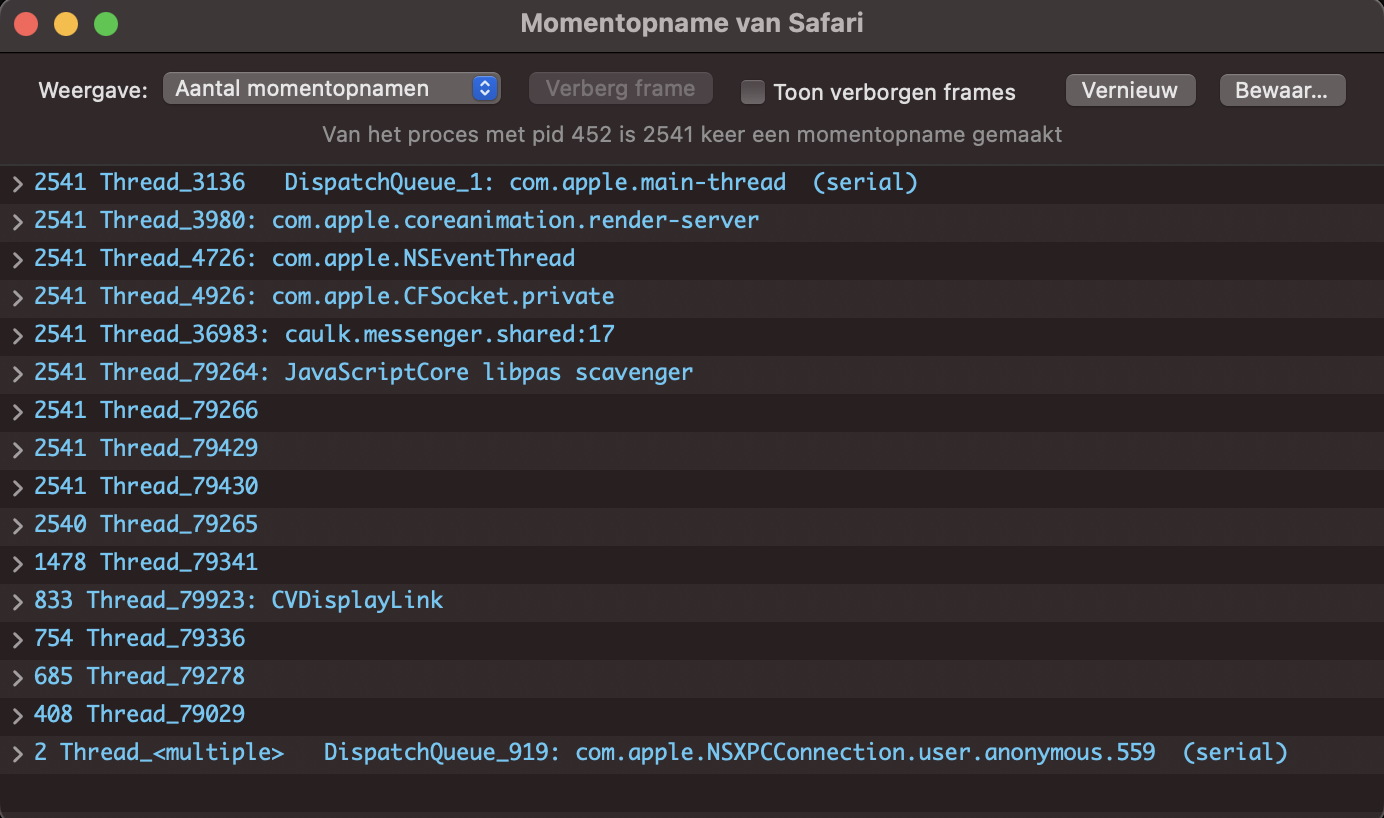 Momentopname van Safari
Weergave: Aantal momentopnamen Verberg frame Toon verborgen frames Vernieuw Bewaar...
Van het proces met pid 452 is 2541 keer een momentopname gemaakt
2541 Thread_3136 DispatchQueue_1: com.apple.main-thread (serial)
2541 Thread_3980: com.apple.coreanimation.render-server
2541 Thread_4726: com.apple.NSEventThread
2541 Thread_4926: com.apple.CFSocket.private
2541 Thread_36983: caulk.messenger.shared:17
2541 Thread_79264: JavaScriptCore libpas scavenger
2541 Thread_79266
2541 Thread_79429
2541 Thread_79430
2540 Thread_79265
1478 Thread_79341
833 Thread_79923: CVDisplayLink
754 Thread_79336
685 Thread_79278
408 Thread_79029
2 Thread_<multiple> DispatchQueue_919: com.apple.NSXPCConnection.user.anonymous.559 (serial)